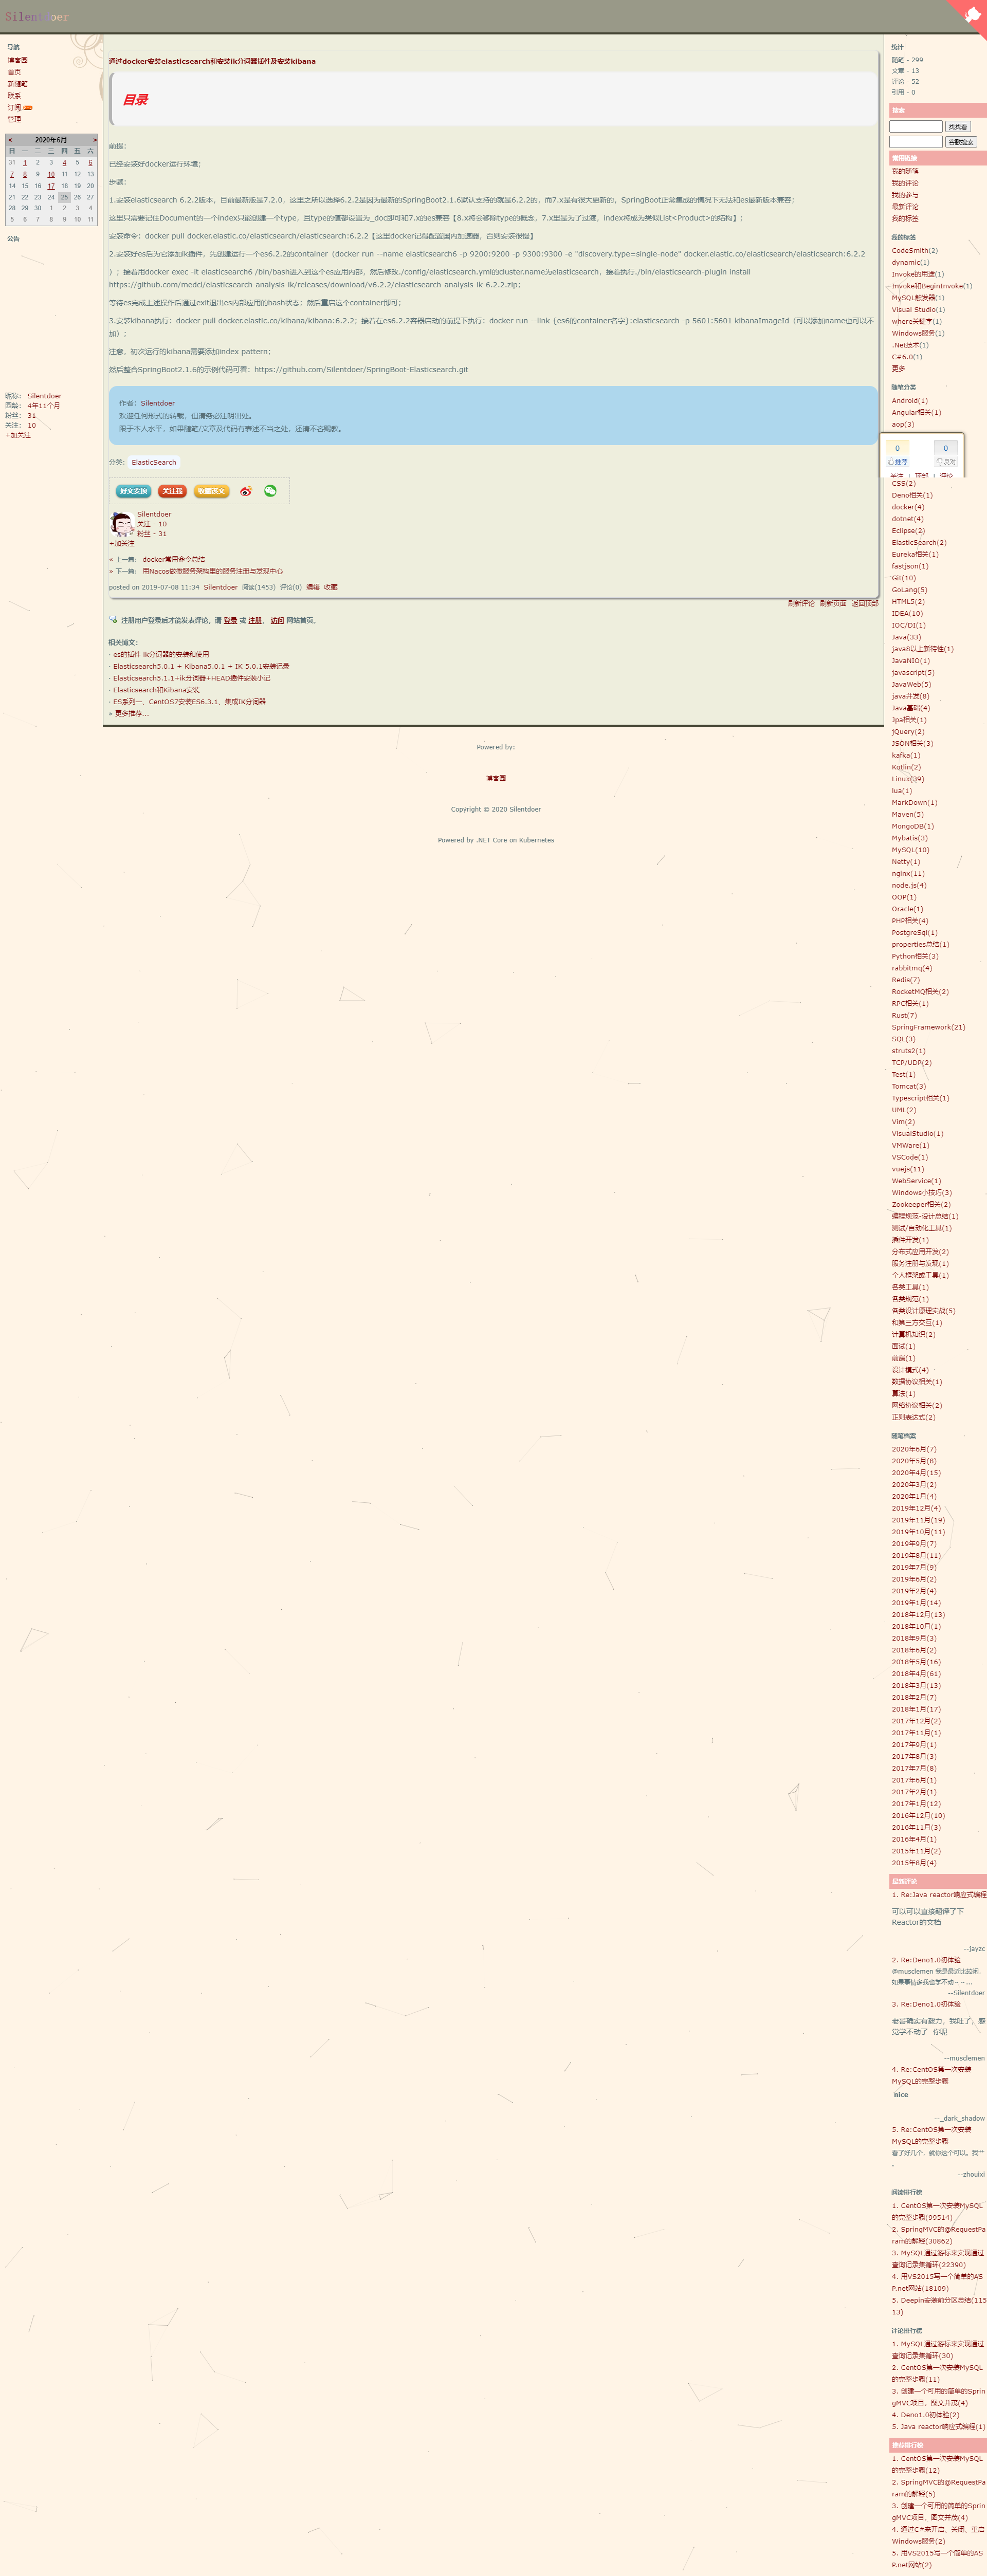 Silentdoer
导航
博客园
首页
新随笔
联系
订阅
管理
< 2020年6月 >
日 一 二 三 四 五 六
31 1 2 3 4 5 6
7 8 9 10 11 12 13
14 15 16 17 18 19 20
21 22 23 24 25 26 27
28 29 30 1 2 3 4
5 6 7 8 9 10 11
公告
昵称: Silentdoer
园龄: 4年11个月
粉丝: 31
关注: 10
+加关注
通过docker安装elasticsearch和安装ik分词器插件及安装kibana
目录
前提:
已经安装好docker运行环境;
步骤:
1.安装elasticsearch 6.2.2版本，目前最新版是7.2.0，这里之所以选择6.2.2是因为最新的SpringBoot2.1.6默认支持的就是6.2.2的，而7.x是有很大更新的，SpringBoot正常集成的情况下无法和es最新版本兼容;
这里只需要记住Document的一个index只能创建一个type，且type的值都设置为_doc即可和7.x的es兼容【8.x将会移除type的概念，7.x里是为了过渡，index将成为类似List<Product>的结构】;
安装命令: docker pull docker.elastic.co/elasticsearch/elasticsearch:6.2.2【这里docker记得配置国内加速器，否则安装很慢】
2.安装好es后为它添加ik插件，先创建运行一个es6.2.2的container（docker run --name elasticsearch6 -p 9200:9200 -p 9300:9300 -e "discovery.type=single-node" docker.elastic.co/elasticsearch/elasticsearch:6.2.2
）; 接着用docker exec -it elasticsearch6 /bin/bash进入到这个es应用内部，然后修改./config/elasticsearch.yml的cluster.name为elasticsearch，接着执行./bin/elasticsearch-plugin install
https://github.com/medcl/elasticsearch-analysis-ik/releases/download/v6.2.2/elasticsearch-analysis-ik-6.2.2.zip;
等待es完成上述操作后通过exit退出es内部应用的bash状态；然后重启这个container即可；
3.安装kibana执行: docker pull docker.elastic.co/kibana/kibana:6.2.2; 接着在es6.2.2容器启动的前提下执行: docker run --link {es6的container名字}:elasticsearch -p 5601:5601 kibanaImageId（可以添加name也可以不
加）;
注意，初次运行的kibana需要添加index pattern;
然后整合SpringBoot2.1.6的示例代码可看: https://github.com/Silentdoer/SpringBoot-Elasticsearch.git
作者: Silentdoer
欢迎任何形式的转载，但请务必注明出处。
限于本人水平，如果随笔/文章及代码有表述不当之处，还请不吝赐教。
分类: ElasticSearch
好文要顶 关注我 收藏该文
Silentdoer
关注 - 10
粉丝 - 31
+加关注
« 上一篇: docker常用命令总结
» 下一篇: 用Nacos做微服务架构里的服务注册与发现中心
posted on 2019-07-08 11:34 Silentdoer 阅读(1453) 评论(0) 编辑 收藏
刷新评论 刷新页面 返回顶部
注册用户登录后才能发表评论，请 登录 或 注册， 访问 网站首页。
相关博文:
· es的插件 ik分词器的安装和使用
· Elasticsearch5.0.1 + Kibana5.0.1 + IK 5.0.1安装记录
· Elasticsearch5.1.1+ik分词器+HEAD插件安装小记
· Elasticsearch和Kibana安装
· ES系列一、CentOS7安装ES6.3.1、集成IK分词器
» 更多推荐...
Powered by:
博客园
Copyright © 2020 Silentdoer
Powered by .NET Core on Kubernetes
统计
随笔 - 299
文章 - 13
评论 - 52
引用 - 0
搜索
找找看
谷歌搜索
常用链接
我的随笔
我的评论
我的参与
最新评论
我的标签
我的标签
CodeSmith(2)
dynamic(1)
Invoke的用途(1)
Invoke和BeginInvoke(1)
MySQL触发器(1)
Visual Studio(1)
where关键字(1)
Windows服务(1)
.Net技术(1)
C#6.0(1)
更多
随笔分类
Android(1)
Angular相关(1)
aop(3)
0 0
推荐 反对
关注 | 顶部 | 评论
CSS(2)
Deno相关(1)
docker(4)
dotnet(4)
Eclipse(2)
ElasticSearch(2)
Eureka相关(1)
fastjson(1)
Git(10)
GoLang(5)
HTML5(2)
IDEA(10)
IOC/DI(1)
Java(33)
java8以上新特性(1)
JavaNIO(1)
javascript(5)
JavaWeb(5)
java并发(8)
Java基础(4)
Jpa相关(1)
jQuery(2)
JSON相关(3)
kafka(1)
Kotlin(2)
Linux(39)
lua(1)
MarkDown(1)
Maven(5)
MongoDB(1)
Mybatis(3)
MySQL(10)
Netty(1)
nginx(11)
node.js(4)
OOP(1)
Oracle(1)
PHP相关(4)
PostgreSql(1)
properties总结(1)
Python相关(3)
rabbitmq(4)
Redis(7)
RocketMQ相关(2)
RPC相关(1)
Rust(7)
SpringFramework(21)
SQL(3)
struts2(1)
TCP/UDP(2)
Test(1)
Tomcat(3)
Typescript相关(1)
UML(2)
Vim(2)
VisualStudio(1)
VMWare(1)
VSCode(1)
vuejs(11)
WebService(1)
Windows小技巧(3)
Zookeeper相关(2)
编程规范-设计总结(1)
测试/自动化工具(1)
插件开发(1)
分布式应用开发(2)
服务注册与发现(1)
个人框架或工具(1)
各类工具(1)
各类规范(1)
各类设计原理实战(5)
和第三方交互(1)
计算机知识(2)
面试(1)
前端(1)
设计模式(4)
数据协议相关(1)
算法(1)
网络协议相关(2)
正则表达式(2)
随笔档案
2020年6月(7)
2020年5月(8)
2020年4月(15)
2020年3月(2)
2020年1月(4)
2019年12月(4)
2019年11月(19)
2019年10月(11)
2019年9月(7)
2019年8月(11)
2019年7月(9)
2019年6月(2)
2019年2月(4)
2019年1月(14)
2018年12月(13)
2018年10月(1)
2018年9月(3)
2018年6月(2)
2018年5月(16)
2018年4月(61)
2018年3月(13)
2018年2月(7)
2018年1月(17)
2017年12月(2)
2017年11月(1)
2017年9月(1)
2017年8月(3)
2017年7月(8)
2017年6月(1)
2017年2月(1)
2017年1月(12)
2016年12月(10)
2016年11月(3)
2016年4月(1)
2015年11月(2)
2015年8月(4)
最新评论
1. Re:Java reactor响应式编程
可以可以直接翻译了下
Reactor的文档
--jayzc
2. Re:Deno1.0初体验
@musclemen 我是最近比较闲，
如果事情多我也学不动～.～...
--Silentdoer
3. Re:Deno1.0初体验
老哥确实有毅力，我吐了，感
觉学不动了 你呢
--musclemen
4. Re:CentOS第一次安装
MySQL的完整步骤
nice
--_dark_shadow
5. Re:CentOS第一次安装
MySQL的完整步骤
看了好几个，就你这个可以。我艹
。
--zhouixi
阅读排行榜
1. CentOS第一次安装MySQL
的完整步骤(99514)
2. SpringMVC的@RequestPa
ram的解释(30862)
3. MySQL通过游标来实现通过
查询记录集循环(22390)
4. 用VS2015写一个简单的AS
P.net网站(18109)
5. Deepin安装前分区总结(115
13)
评论排行榜
1. MySQL通过游标来实现通过
查询记录集循环(30)
2. CentOS第一次安装MySQL
的完整步骤(11)
3. 创建一个可用的简单的Sprin
gMVC项目，图文并茂(4)
4. Deno1.0初体验(2)
5. Java reactor响应式编程(1)
推荐排行榜
1. CentOS第一次安装MySQL
的完整步骤(12)
2. SpringMVC的@RequestPa
ram的解释(5)
3. 创建一个可用的简单的Sprin
gMVC项目，图文并茂(4)
4. 通过C#来开启、关闭、重启
Windows服务(2)
5. 用VS2015写一个简单的AS
P.net网站(2)